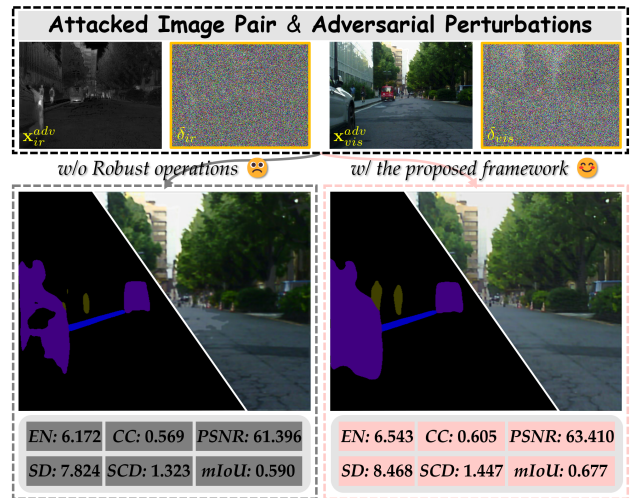 Attacked Image Pair & Adversarial Perturbations
x_ir^adv δ_ir x_vis^adv δ_vis
w/o Robust operations 🙁 w/ the proposed framework 😊
EN: 6.172 CC: 0.569 PSNR: 61.396
SD: 7.824 SCD: 1.323 mIoU: 0.590
EN: 6.543 CC: 0.605 PSNR: 63.410
SD: 8.468 SCD: 1.447 mIoU: 0.677